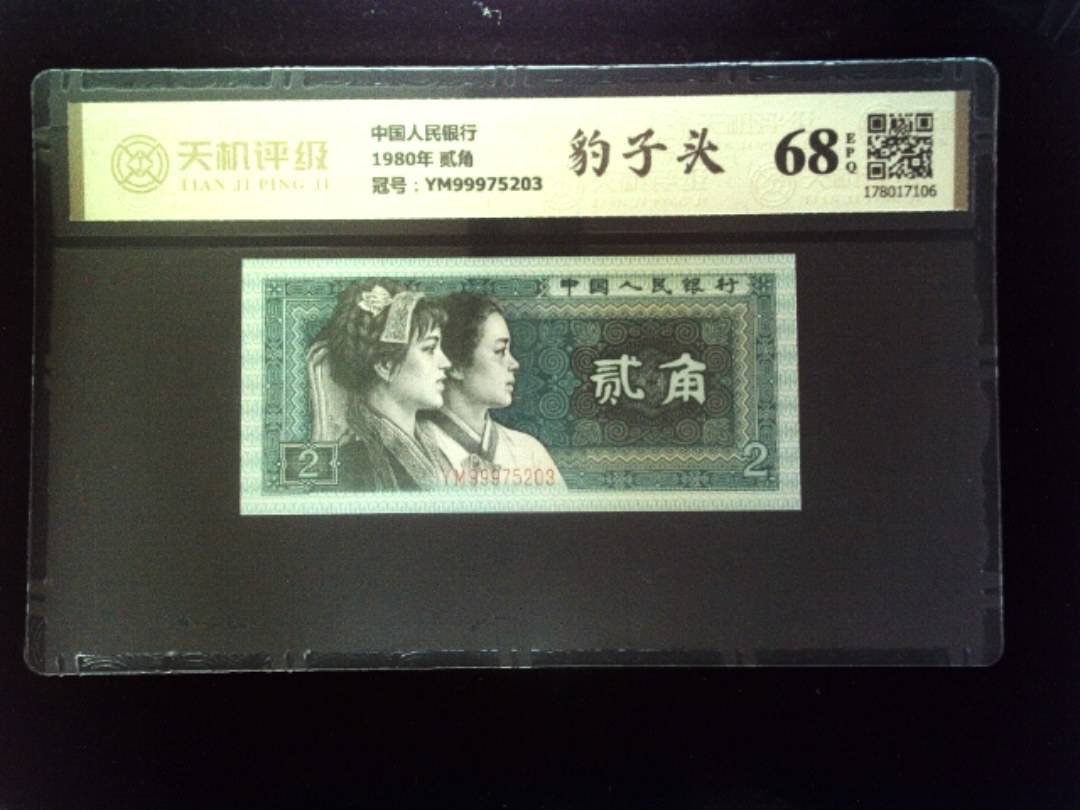 天机评级
TIAN JI PING JI
中国人民银行
1980年 贰角
冠号：YM99975203
豹子头
68
EPQ
178017106
中国人民银行
贰角
2
YM99975203
2